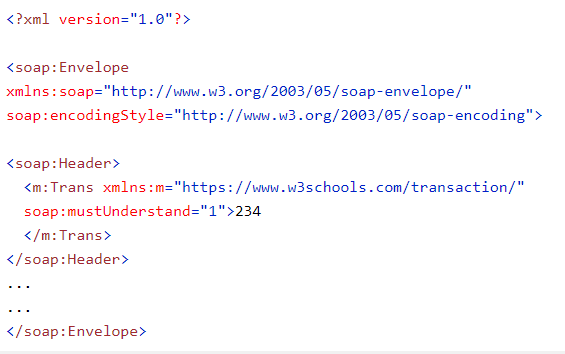 <?xml version="1.0"?>
<soap:Envelope
xmlns:soap="http://www.w3.org/2003/05/soap-envelope/"
soap:encodingStyle="http://www.w3.org/2003/05/soap-encoding">
<soap:Header>
<m:Trans xmlns:m="https://www.w3schools.com/transaction/"
soap:mustUnderstand="1">234
</m:Trans>
</soap:Header>
...
...
</soap:Envelope>